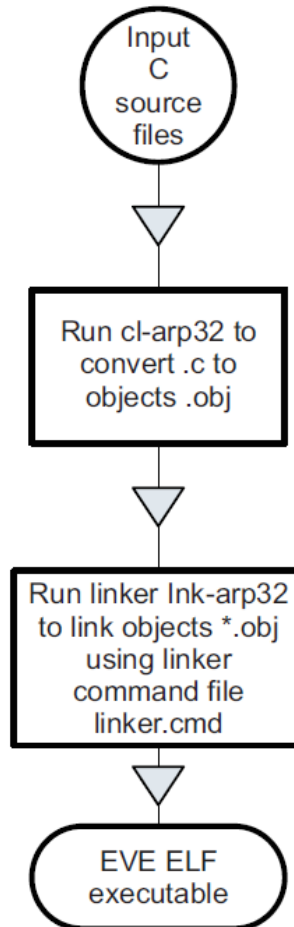 Input
C
source
files
Run cl-arp32 to
convert .c to
objects .obj
Run linker lnk-arp32
to link objects *.obj
using linker
command file
linker.cmd
EVE ELF
executable